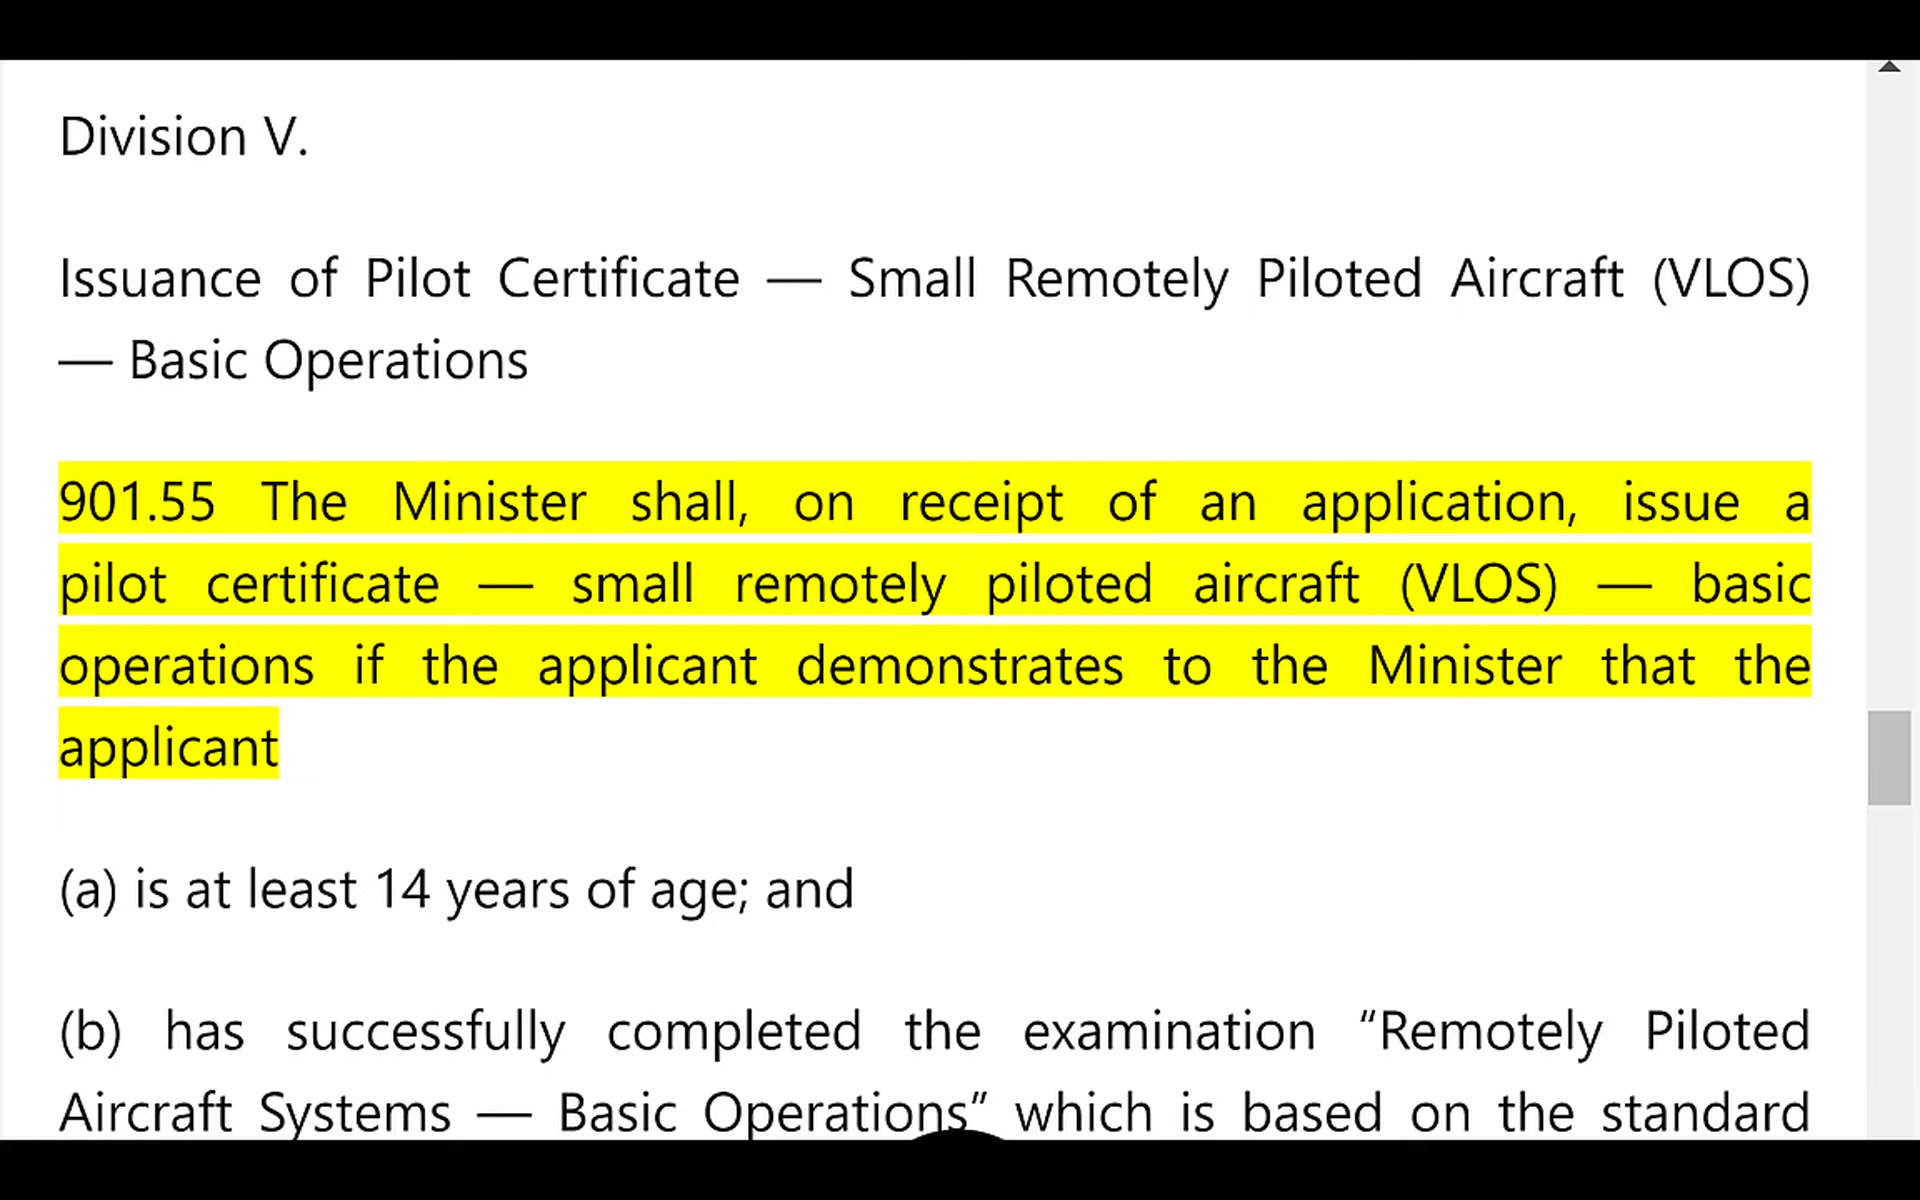 Division V.
Issuance of Pilot Certificate — Small Remotely Piloted Aircraft (VLOS)
— Basic Operations
901.55 The Minister shall, on receipt of an application, issue a
pilot certificate — small remotely piloted aircraft (VLOS) — basic
operations if the applicant demonstrates to the Minister that the
applicant
(a) is at least 14 years of age; and
(b) has successfully completed the examination “Remotely Piloted
Aircraft Systems — Basic Operations” which is based on the standard